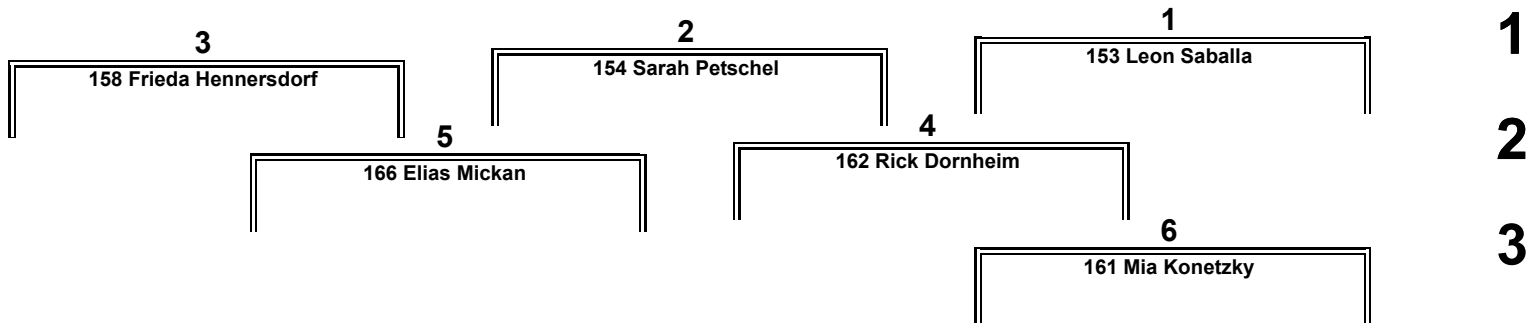 3
158 Frieda Hennersdorf
2
154 Sarah Petschel
1
153 Leon Saballa
1
5
166 Elias Mickan
4
162 Rick Dornheim
2
6
161 Mia Konetzky
3